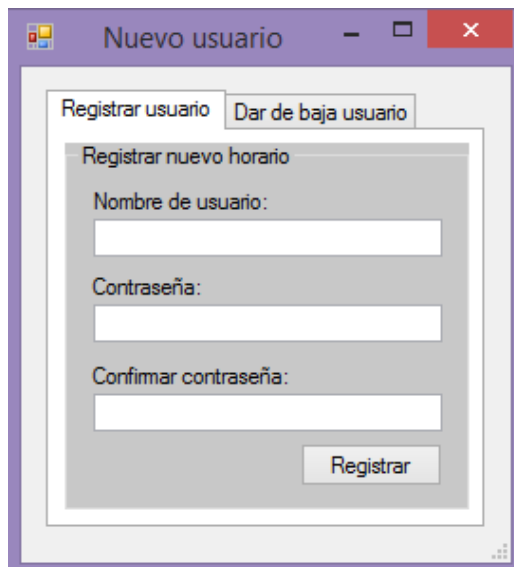 Nuevo usuario
Registrar usuario
Dar de baja usuario
Registrar nuevo horario
Nombre de usuario:
Contraseña:
Confirmar contraseña:
Registrar